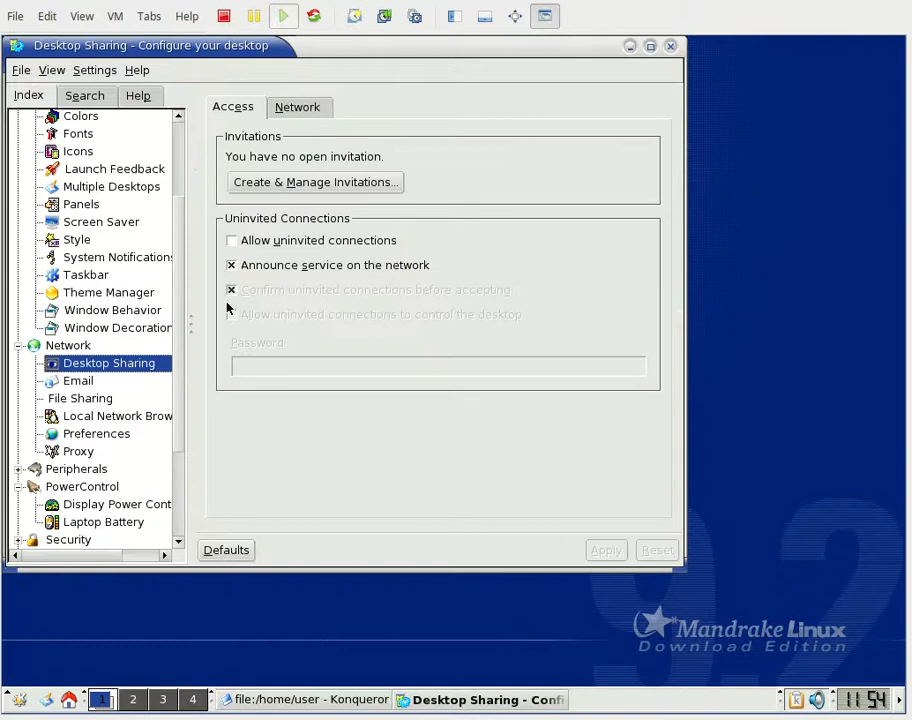 File Edit View VM Tabs Help
Desktop Sharing - Configure your desktop
File View Settings Help
Index Search Help
Colors
Fonts
Icons
Launch Feedback
Multiple Desktops
Panels
Screen Saver
Style
System Notifications
Taskbar
Theme Manager
Window Behavior
Window Decoration
Network
Desktop Sharing
Email
File Sharing
Local Network Brow
Preferences
Proxy
Peripherals
PowerControl
Display Power Cont
Laptop Battery
Security
Access Network
Invitations
You have no open invitation.
Create & Manage Invitations...
Uninvited Connections
Allow uninvited connections
Announce service on the network
Confirm uninvited connections before accepting
Allow uninvited connections to control the desktop
Password:
Defaults Apply Reset
9.2
MandrakeLinux
Download Edition
1 2 3 4 file:/home/user - Konqueror Desktop Sharing - Confi 11 54